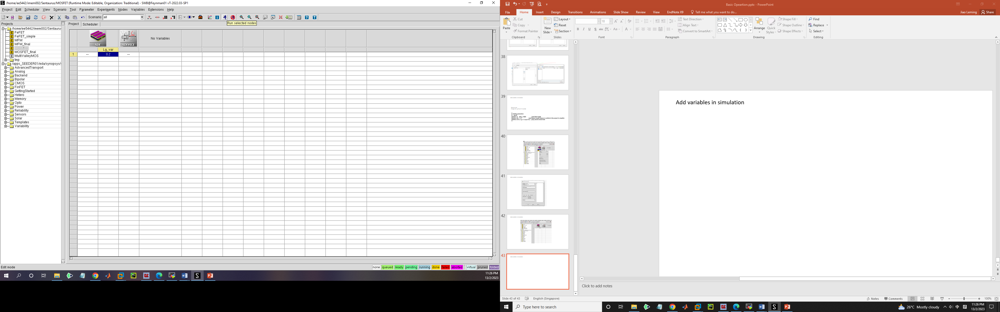 /home/ee5442/imem002/Sentaurus/MOSFET (Runtime Mode: Editable, Organization: Traditional) - SWB@Feynman01 vT-2022.03-SP1
Project Edit Scheduler View Scenario Tool Parameter Experiments Nodes Variables Extensions Help
Scenario: all
Run selected nodes
Projects
/home/ee5442/imem002/Sentaurus
FeFET
FeFET_simple
MFM
MFM_final
MOSFET_final
MultiValleyMOS
tmp
/apps_SEEDER01/eda/synopsys/s
AdvancedTransport
Analog
Backend
Bipolar
CMOS
FinFET
GettingStarted
Hetero
Memory
Opto
Power
Reliability
Sensors
Solar
Templates
Variability
Project Scheduler
SDE SDEVICE No Variables
Lg_var
1 -- 0.2 --
Edit mode
none queued ready pending running done failed aborted virtual pruned folded
11:26 PM
13/2/2023
Basic Opeartion.pptx - PowerPoint
File Home Insert Design Transitions Animations Slide Show Review View EndNote X9 Tell me what you want to do...
Jiao Leming Share
Paste
Cut
Copy
Format Painter
Clipboard
New
Slide
Layout
Reset
Section
Slides
18
Font
Text Direction
Align Text
Convert to SmartArt
Paragraph
Arrange
Quick
Styles
Shape Fill
Shape Outline
Shape Effects
Drawing
Find
Replace
Select
Editing
38
39
40
41
42
43
Add variables in simulation
Click to add notes
Slide 43 of 43 English (Singapore)
Notes Comments 100%
Type here to search
26°C Mostly cloudy
中
11:26 PM
13/2/2023